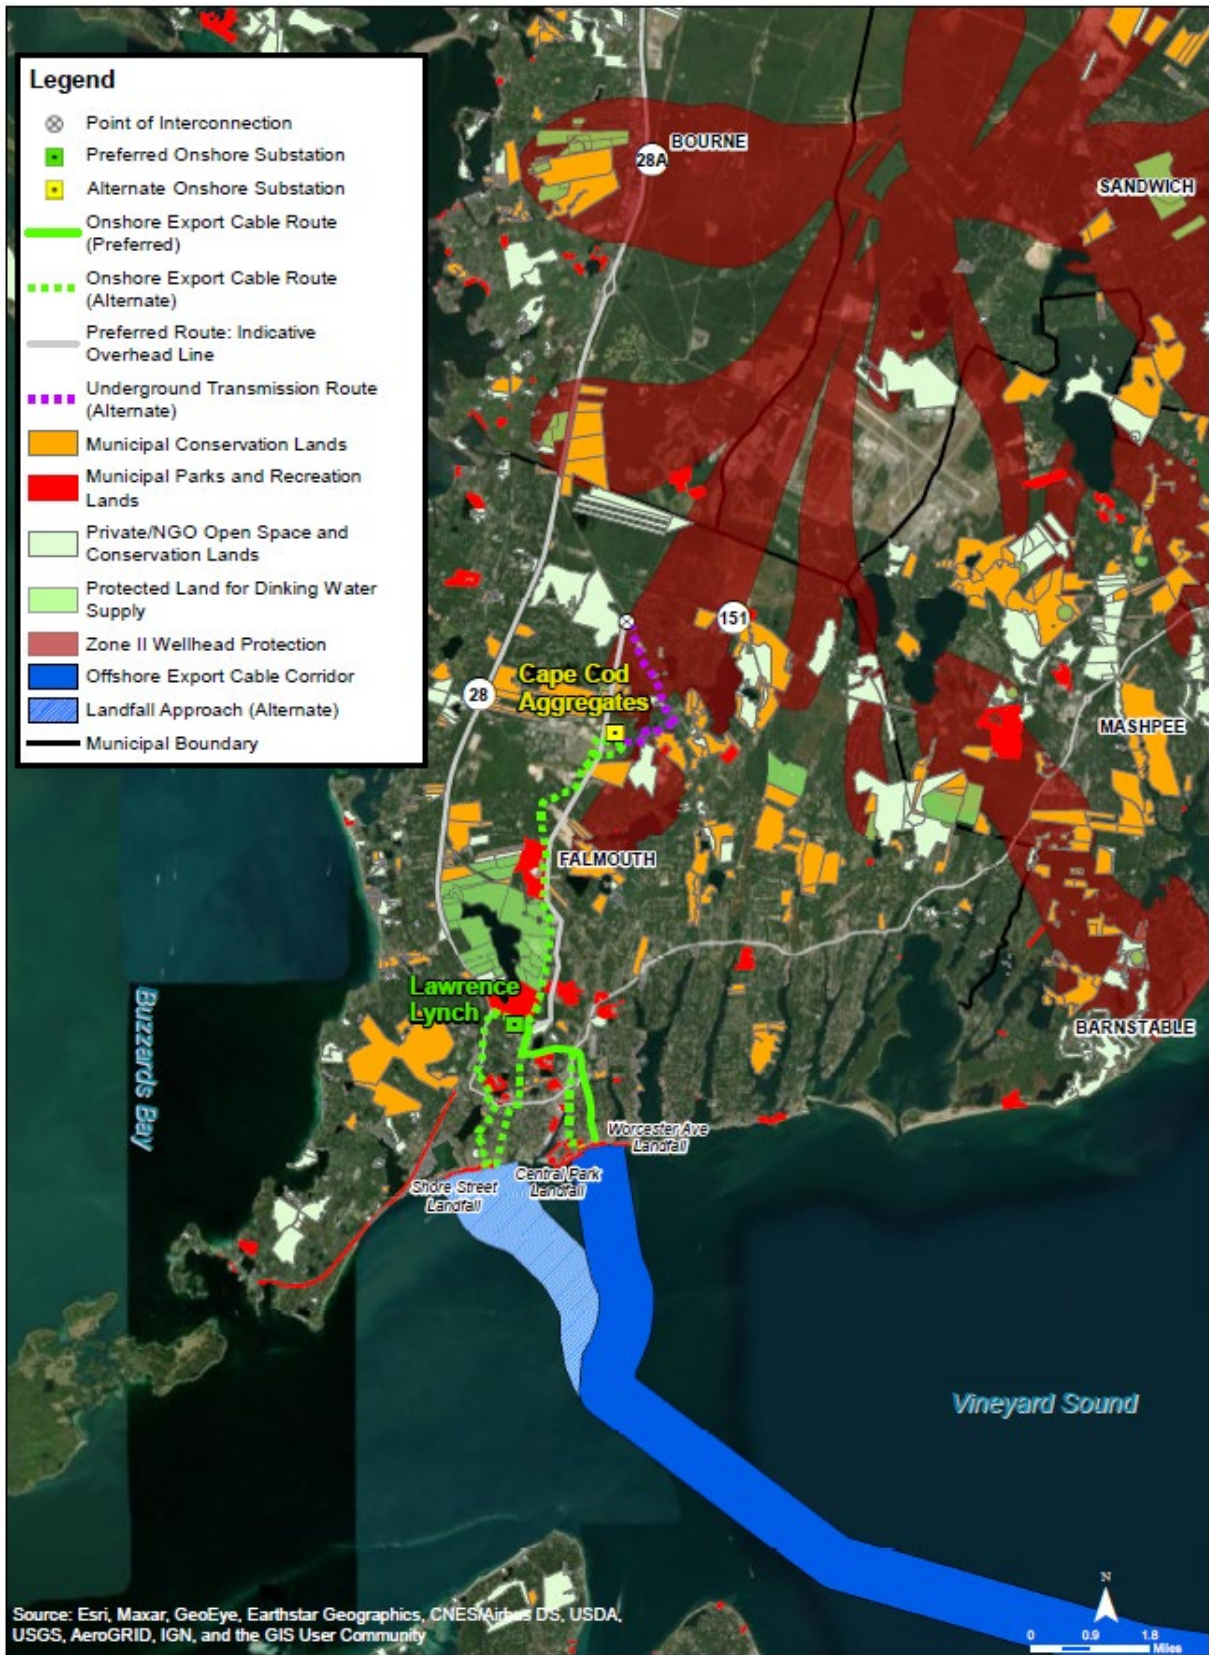 Legend
Point of Interconnection
Preferred Onshore Substation
Alternate Onshore Substation
Onshore Export Cable Route
(Preferred)
Onshore Export Cable Route
(Alternate)
Preferred Route: Indicative
Overhead Line
Underground Transmission Route
(Alternate)
Municipal Conservation Lands
Municipal Parks and Recreation
Lands
Private/NGO Open Space and
Conservation Lands
Protected Land for Dinking Water
Supply
Zone II Wellhead Protection
Offshore Export Cable Corridor
Landfall Approach (Alternate)
Municipal Boundary
BOURNE
28A
SANDWICH
151
Cape Cod
Aggregates
28
MASHPEE
FALMOUTH
Lawrence
Lynch
BARNSTABLE
Buzzards Bay
Worcester Ave
Landfall
Central Park
Landfall
Shore Street
Landfall
Vineyard Sound
N
0 0.9 1.8
Miles
Source: Esri, Maxar, GeoEye, Earthstar Geographics, CNES/Airbus DS, USDA,
USGS, AeroGRID, IGN, and the GIS User Community